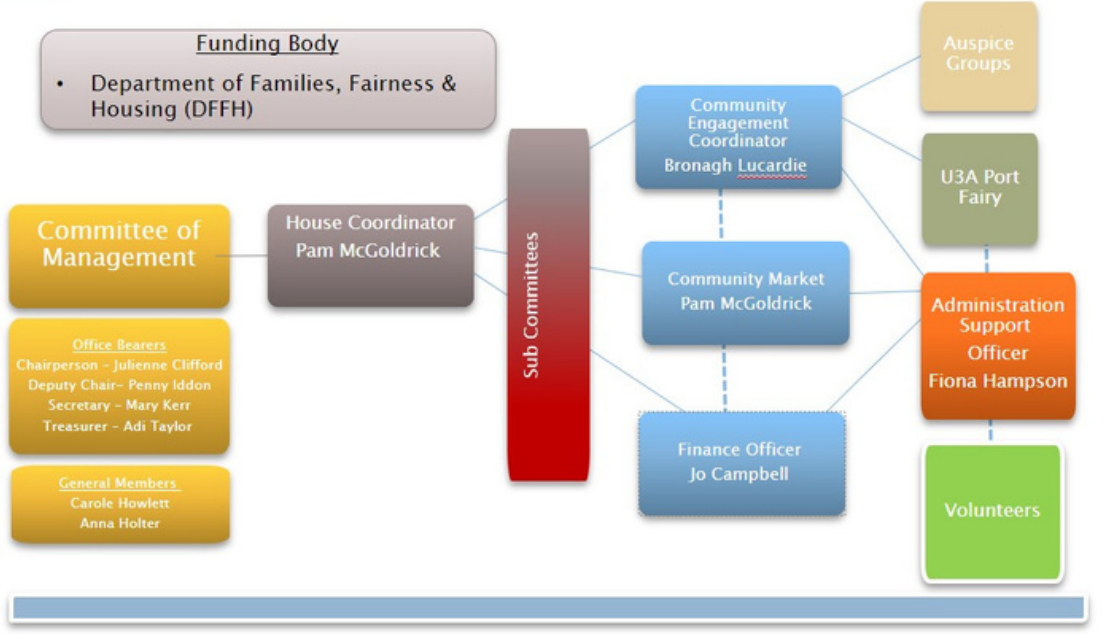 Funding Body
• Department of Families, Fairness &
Housing (DFFH)
Committee of
Management
Office Bearers
Chairperson – Julienne Clifford
Deputy Chair– Penny Iddon
Secretary – Mary Kerr
Treasurer – Adi Taylor
General Members
Carole Howlett
Anna Holter
House Coordinator
Pam McGoldrick
Sub Committees
Community
Engagement
Coordinator
Bronagh Lucardie
Community Market
Pam McGoldrick
Finance Officer
Jo Campbell
Auspice
Groups
U3A Port
Fairy
Administration
Support
Officer
Fiona Hampson
Volunteers